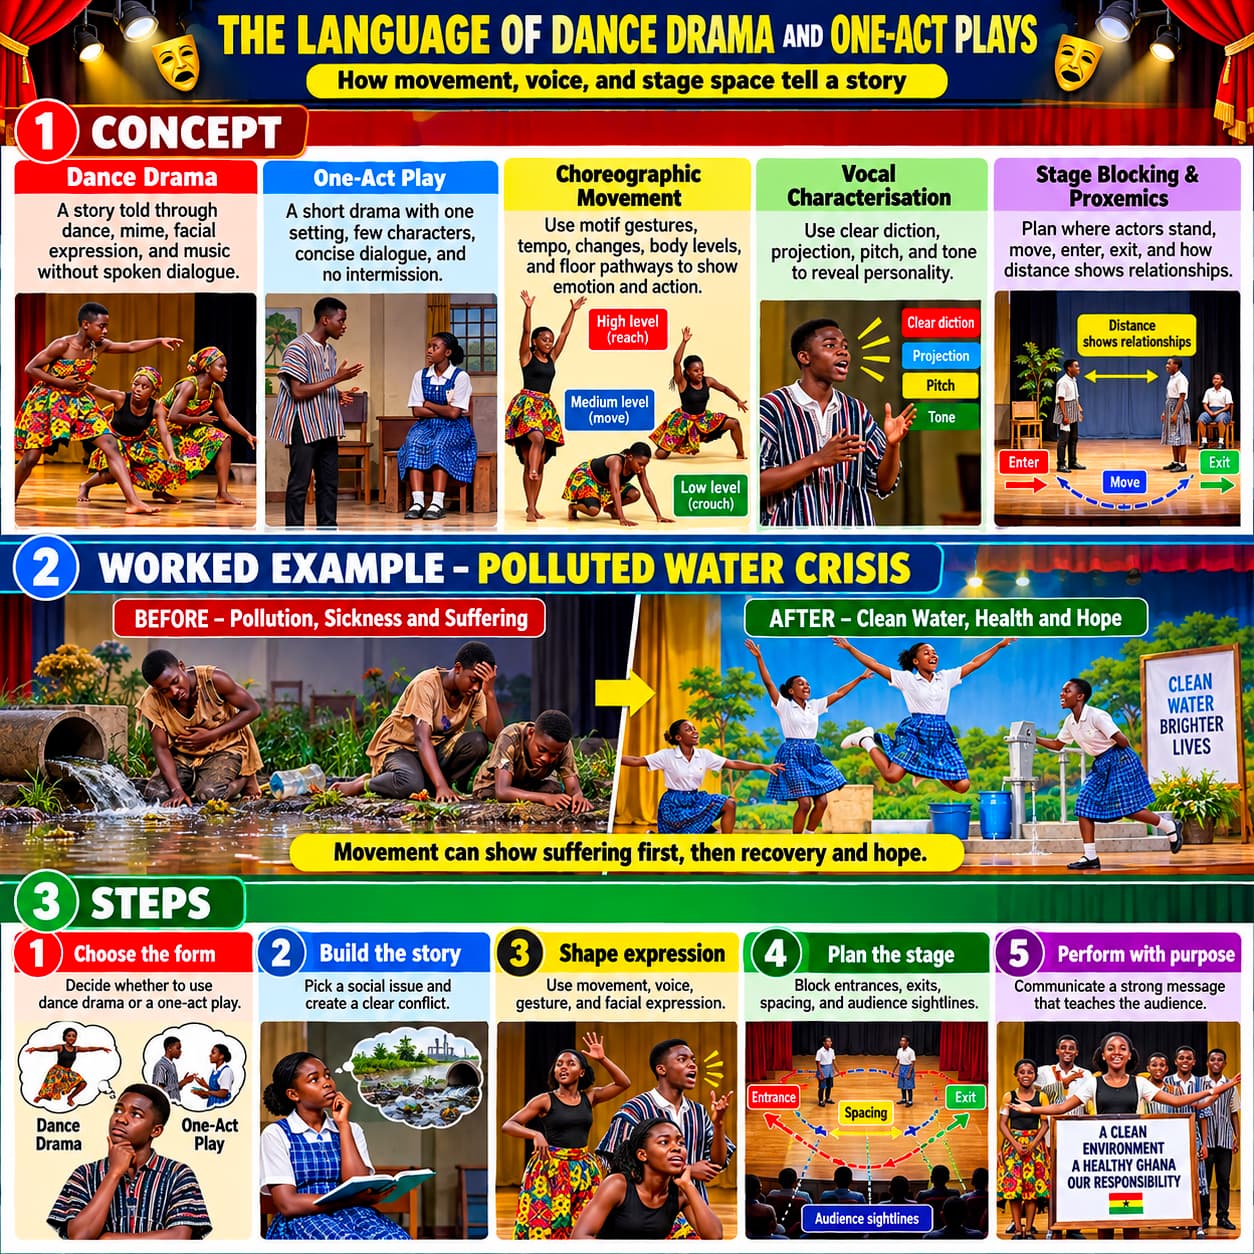 THE LANGUAGE OF DANCE DRAMA AND ONE-ACT PLAYS
How movement, voice, and stage space tell a story
1 CONCEPT
Dance Drama
A story told through
dance, mime, facial
expression, and music
without spoken dialogue.
One-Act Play
A short drama with one
setting, few characters,
concise dialogue, and
no intermission.
Choreographic
Movement
Use motif gestures,
tempo, changes, body levels,
and floor pathways to show
emotion and action.
High level
(reach)
Medium level
(move)
Low level
(crouch)
Vocal
Characterisation
Use clear diction,
projection, pitch, and tone
to reveal personality.
Clear diction
Projection
Pitch
Tone
Stage Blocking &
Proxemics
Plan where actors stand,
move, enter, exit, and how
distance shows relationships.
Distance
shows relationships
Enter
Move
Exit
2 WORKED EXAMPLE – POLLUTED WATER CRISIS
BEFORE – Pollution, Sickness and Suffering
AFTER – Clean Water, Health and Hope
CLEAN
WATER
BRIGHTER
LIVES
Movement can show suffering first, then recovery and hope.
3 STEPS
1 Choose the form
Decide whether to use
dance drama or a one-act play.
Dance
Drama
One-Act
Play
2 Build the story
Pick a social issue and
create a clear conflict.
3 Shape expression
Use movement, voice,
gesture, and facial expression.
4 Plan the stage
Block entrances, exits,
spacing, and audience sightlines.
Entrance
Spacing
Exit
Audience sightlines
5 Perform with purpose
Communicate a strong message
that teaches the audience.
A CLEAN
ENVIRONMENT
A HEALTHY GHANA
OUR RESPONSIBILITY